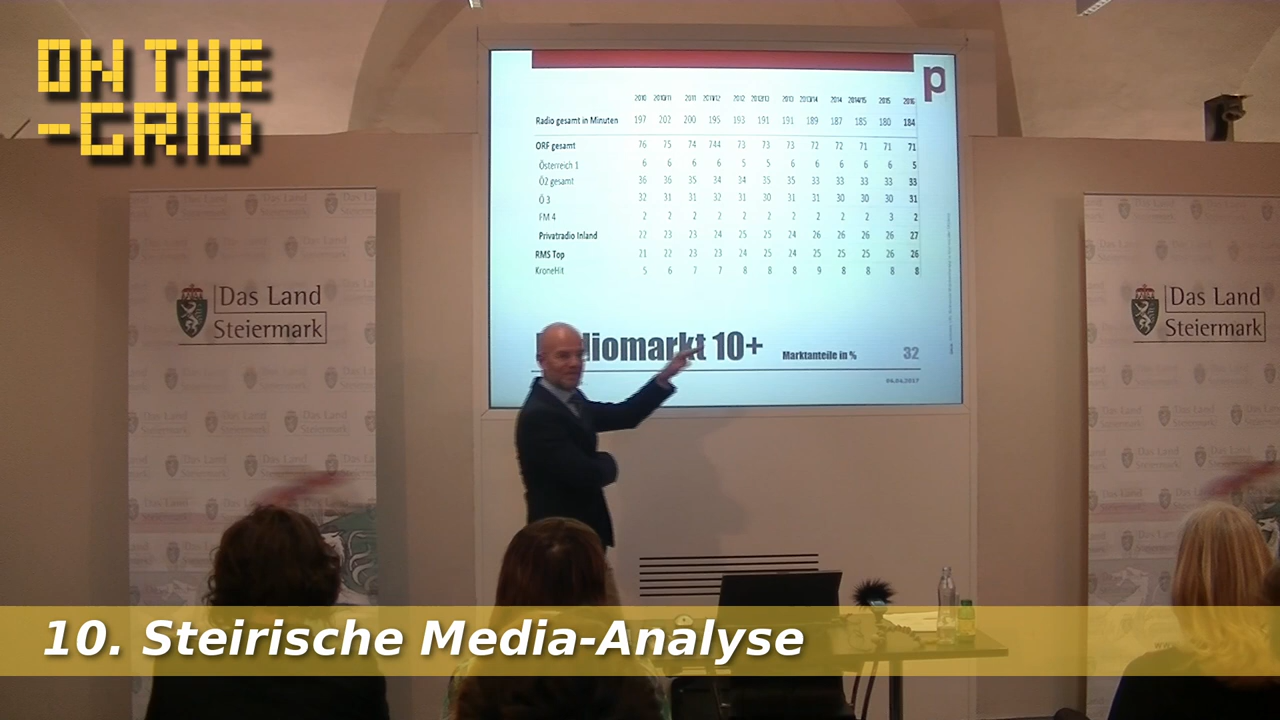 ON THE
-GRID
p
2010 2010/11 2011 2011/12 2012 2012/13 2013 2013/14 2014 2014/15 2015 2016
Radio gesamt in Minuten 197 202 200 195 193 191 191 189 187 185 180 184
ORF gesamt 76 75 74 744 73 73 73 72 72 71 71 71
Österreich 1 6 6 6 6 5 5 6 6 6 6 6 5
Ö2 gesamt 36 36 35 34 34 35 35 33 33 33 33 33
Ö 3 32 31 31 32 31 30 31 31 30 30 30 31
FM 4 2 2 2 2 2 2 2 2 2 2 3 2
Privatradio Inland 22 23 23 24 25 25 24 26 26 26 26 27
RMS Top 21 22 23 23 24 25 24 25 25 25 26 26
KroneHit 5 6 7 7 8 8 8 9 8 8 8 8
diomarkt 10+ Marktanteile in % 32
06.04.2017
Das Land
Steiermark
Das Land
Steiermark
10. Steirische Media-Analyse